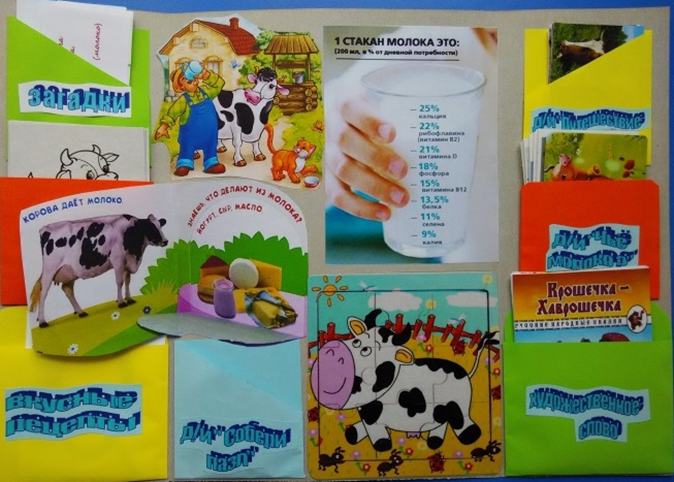 (молоко)
ЗАГАДКИ
1 СТАКАН МОЛОКА ЭТО:
(200 мл, в % от дневной потребности)
25%
кальция
22%
рибофлавина
(витамин В2)
21%
витамина D
18%
фосфора
15%
витамина В12
13,5%
белка
11%
селена
9%
калия
Д/И "Путешествие"
КОРОВА ДАЁТ МОЛОКО.
ЗНАЕШЬ, ЧТО ДЕЛАЮТ ИЗ МОЛОКА?
ЙОГУРТ, СЫР, МАСЛО.
Д/И "Чьё
молоко?"
Крошечка -
Хаврошечка
РУССКИЕ НАРОДНЫЕ СКАЗКИ
ВКУСНЫЕ
РЕЦЕПТЫ
Д/И "Собери
пазл"
ХУДОЖЕСТВЕННОЕ
СЛОВО